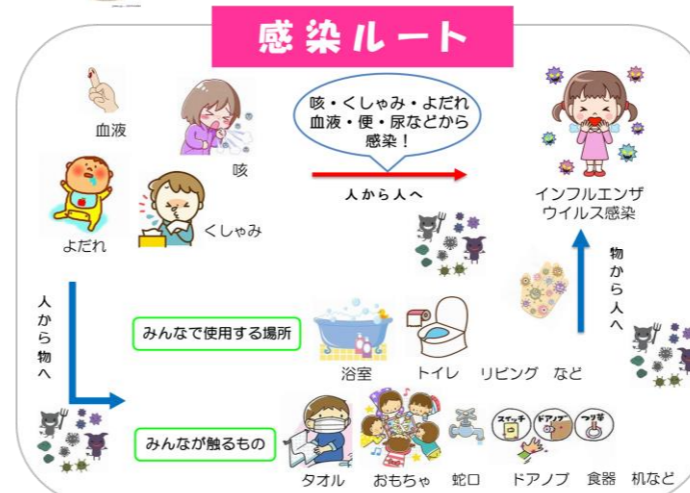 感染ルート
血液
咳
よだれ
くしゃみ
咳・くしゃみ・よだれ
血液・便・尿などから
感染！
人から人へ
インフルエンザ
ウイルス感染
人から物へ
物から人へ
みんなで使用する場所
浴室
トイレ
リビング
など
みんなが触るもの
スイッチ
ドアノブ
つり革
タオル
おもちゃ
蛇口
ドアノブ
食器
机など